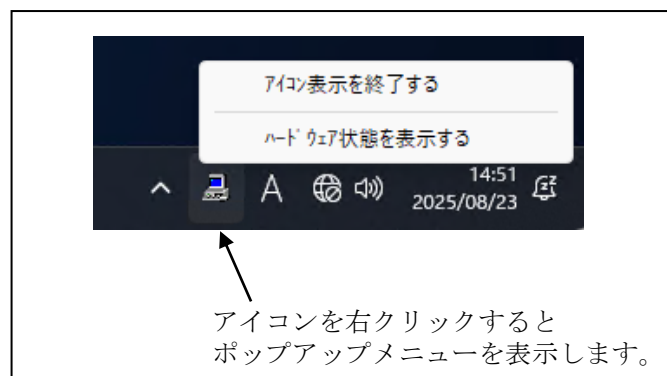 ｱｲｺﾝ表示を終了する
ﾊｰﾄﾞｳｪｱ状態を表示する
A
14:51
2025/08/23
アイコンを右クリックすると
ポップアップメニューを表示します。